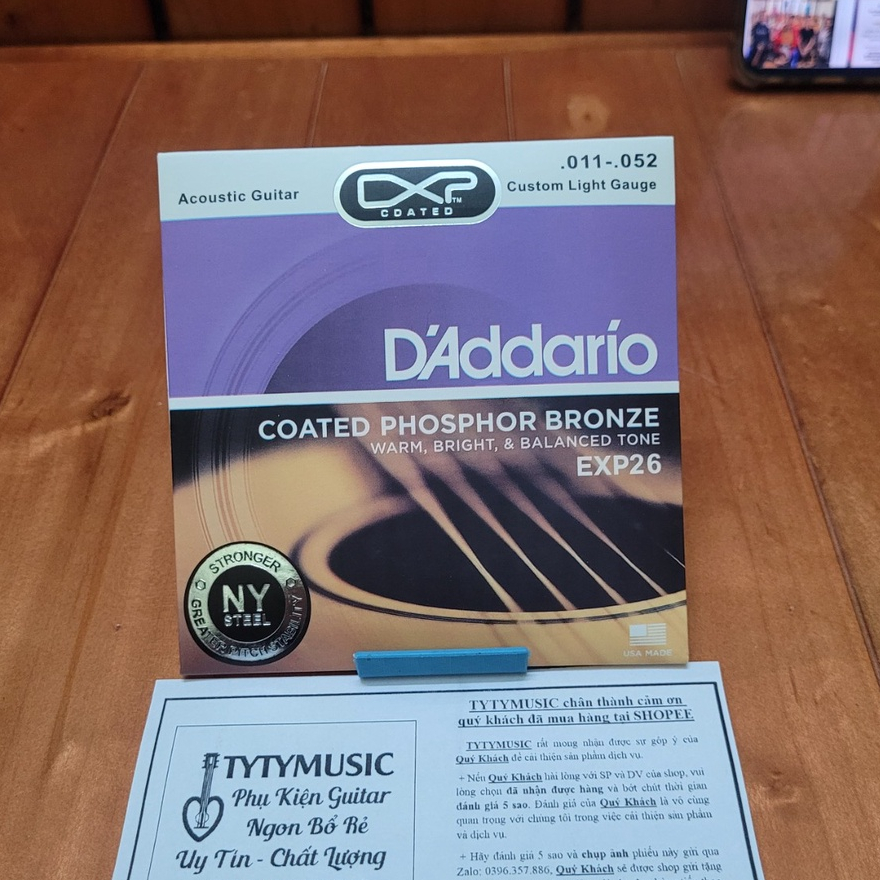 Acoustic Guitar
EXP™
COATED
.011-.052
Custom Light Gauge
D'Addarío
COATED PHOSPHOR BRONZE
WARM, BRIGHT, & BALANCED TONE
EXP26
STRONGER
NY
STEEL
GREATER PITCH STABILITY
USA MADE
TYTYMUSIC
Phụ Kiện Guitar
Ngon Bổ Rẻ
Uy Tín - Chất Lượng
TYTYMUSIC chân thành cảm ơn
quý khách đã mua hàng tại SHOPEE
TYTYMUSIC rất mong nhận được sự góp ý của
Quý Khách để cải thiện sản phẩm dịch vụ.
+ Nếu Quý Khách hài lòng với SP và DV của shop, vui
lòng chọn đã nhận được hàng và bớt chút thời gian
đánh giá 5 sao. Đánh giá của Quý Khách là vô cùng
quan trọng với chúng tôi trong việc cải thiện sản phẩm
và dịch vụ.
+ Hãy đánh giá 5 sao và chụp ảnh phiếu này gửi qua
Zalo: 0396.357.886, Quý Khách sẽ được shop gửi tặng